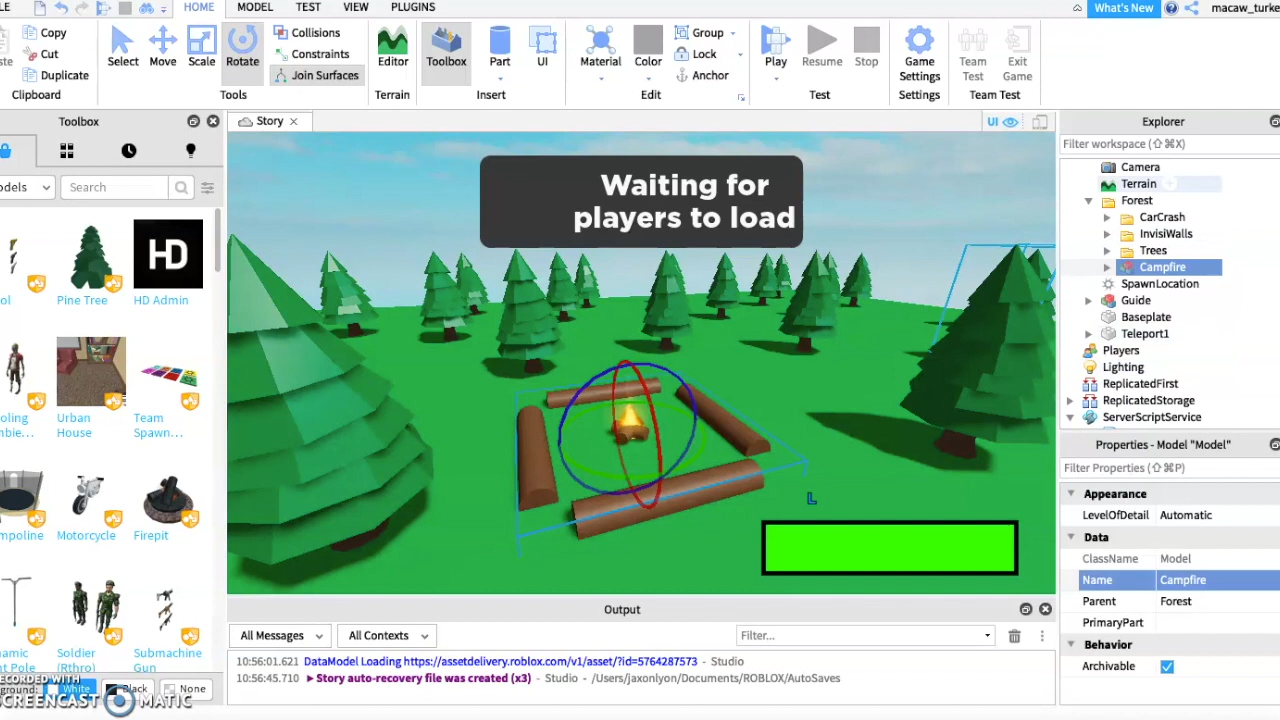 LE HOME MODEL TEST VIEW PLUGINS What's New macaw_turke
Copy
Cut
Duplicate
Clipboard
Select Move Scale Rotate
Collisions
Constraints
Join Surfaces
Tools
Editor
Terrain
Toolbox Part UI
Insert
Material Color
Group
Lock
Anchor
Edit
Play Resume Stop
Test
Game Settings
Settings
Team Test Exit Game
Team Test
Toolbox
odels
Search
Pine Tree
HD
HD Admin
Urban House
Team Spawn...
Motorcycle
Firepit
Soldier (Rthro)
Submachine Gun
White Black None
RECORDED WITH
SCREENCAST MATIC
Story
UI
Waiting for
players to load
L
Output
All Messages All Contexts Filter...
10:56:01.621 DataModel Loading https://assetdelivery.roblox.com/v1/asset/?id=5764287573 - Studio
10:56:45.710 Story auto-recovery file was created (x3) - Studio - /Users/jaxonlyon/Documents/ROBLOX/AutoSaves
Explorer
Filter workspace (⇧⌘X)
Camera
Terrain
Forest
CarCrash
InvisiWalls
Trees
Campfire
SpawnLocation
Guide
Baseplate
Teleport1
Players
Lighting
ReplicatedFirst
ReplicatedStorage
ServerScriptService
Properties - Model "Model"
Filter Properties (⇧⌘P)
Appearance
LevelOfDetail Automatic
Data
ClassName Model
Name Campfire
Parent Forest
PrimaryPart
Behavior
Archivable